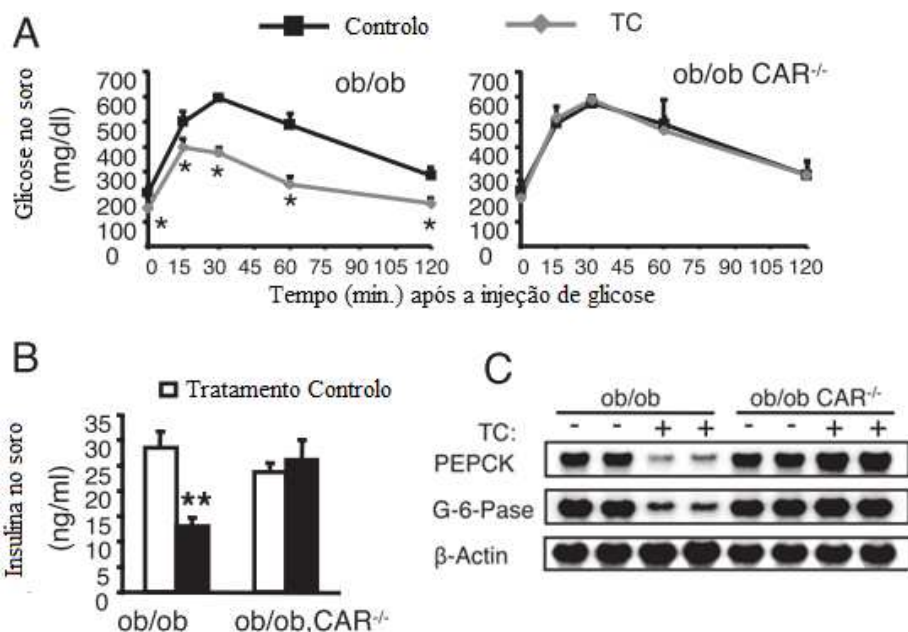 A
Controlo TC
Glicose no soro
(mg/dl)
700
600
500
400
300
200
100
0
ob/ob
*
*
*
*
*
0 15 30 45 60 75 90 105 120
ob/ob CAR-/-
700
600
500
400
300
200
100
0
0 15 30 45 60 75 90 105 120
Tempo (min.) após a injeção de glicose
B
Tratamento Controlo
Insulina no soro
(ng/ml)
35
30
25
20
15
10
5
0
**
ob/ob ob/ob,CAR-/-
C
ob/ob ob/ob CAR-/-
TC: - - + + - - + +
PEPCK
G-6-Pase
β-Actin